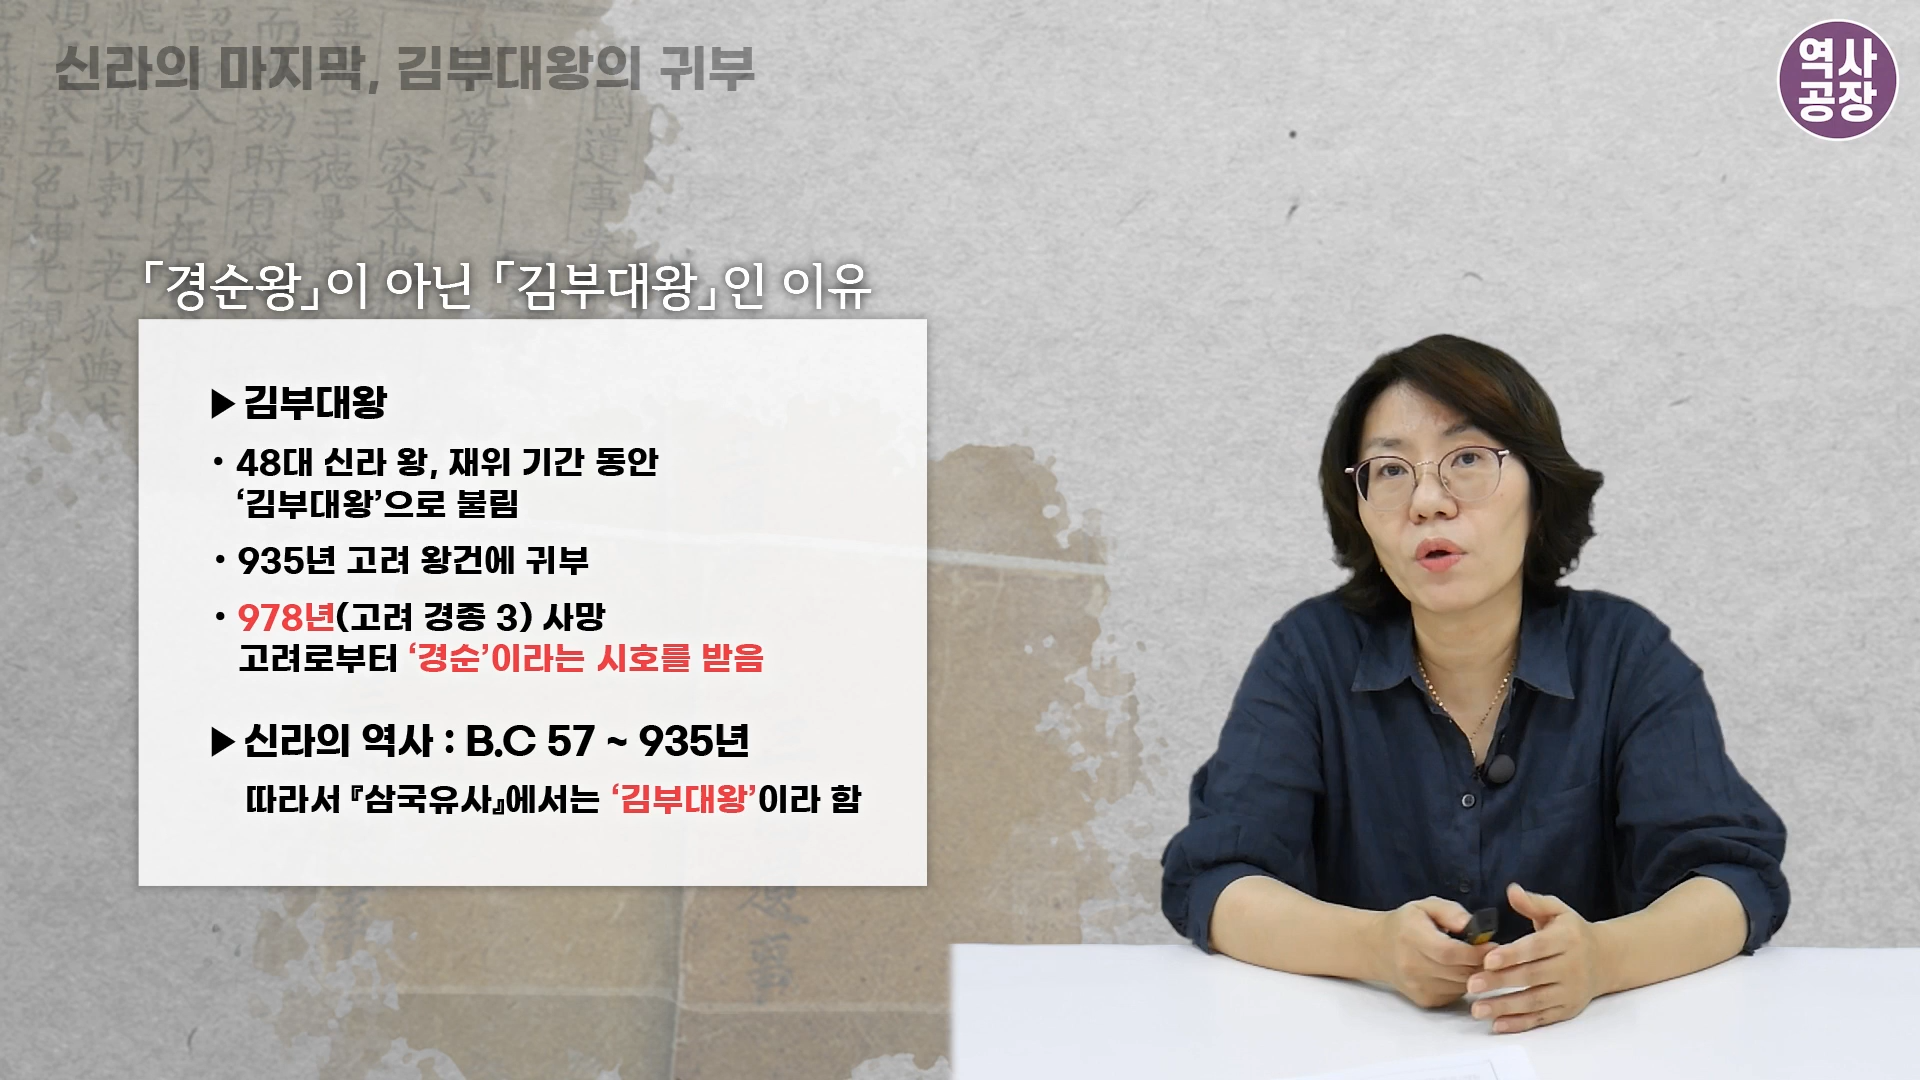 신라의 마지막, 김부대왕의 귀부
역사
공장
「경순왕」이 아닌 「김부대왕」인 이유
▶김부대왕
· 48대 신라 왕, 재위 기간 동안
‘김부대왕’으로 불림
· 935년 고려 왕건에 귀부
· 978년(고려 경종 3) 사망
고려로부터 ‘경순’이라는 시호를 받음
▶신라의 역사 : B.C 57 ~ 935년
따라서 『삼국유사』에서는 ‘김부대왕’이라 함